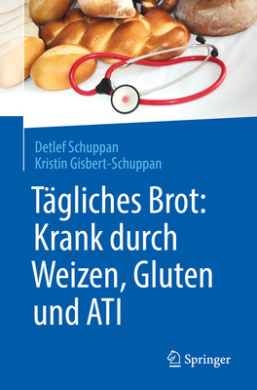 Detlef Schuppan
Kristin Gisbert-Schuppan
Tägliches Brot:
Krank durch
Weizen, Gluten
und ATI
Springer